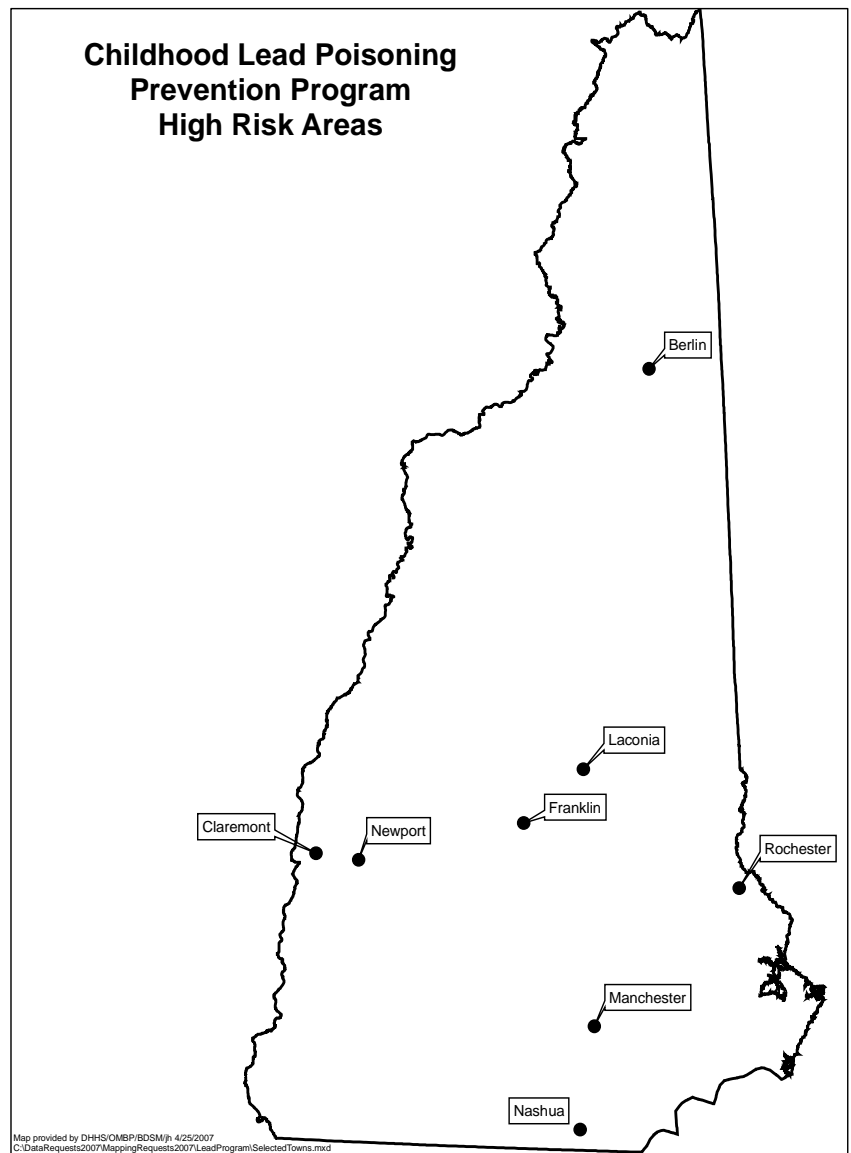 Childhood Lead Poisoning
Prevention Program
High Risk Areas
Berlin
Laconia
Franklin
Claremont
Newport
Rochester
Manchester
Nashua
Map provided by DHHS/OMBP/BDSM/jh 4/25/2007
C:\DataRequests2007\MappingRequests2007\LeadProgram\SelectedTowns.mxd